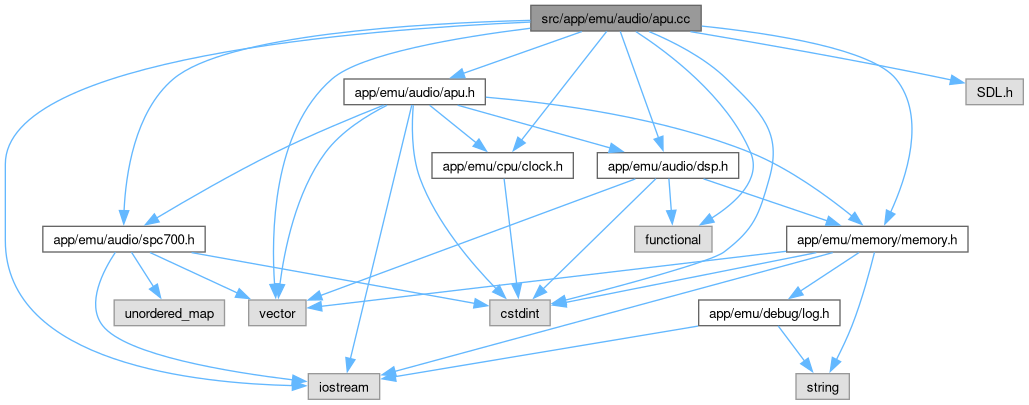 src/app/emu/audio/apu.cc
app/emu/audio/apu.h
SDL.h
app/emu/cpu/clock.h
app/emu/audio/dsp.h
app/emu/audio/spc700.h
functional
app/emu/memory/memory.h
unordered_map
vector
cstdint
app/emu/debug/log.h
iostream
string